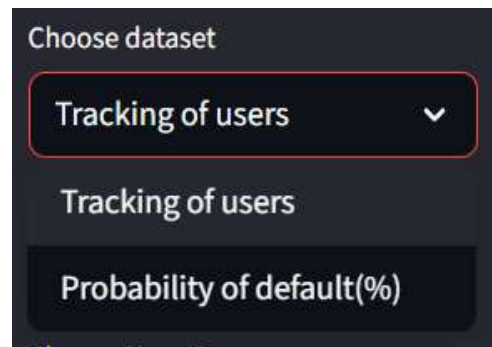 Choose dataset
Tracking of users
Tracking of users
Probability of default(%)